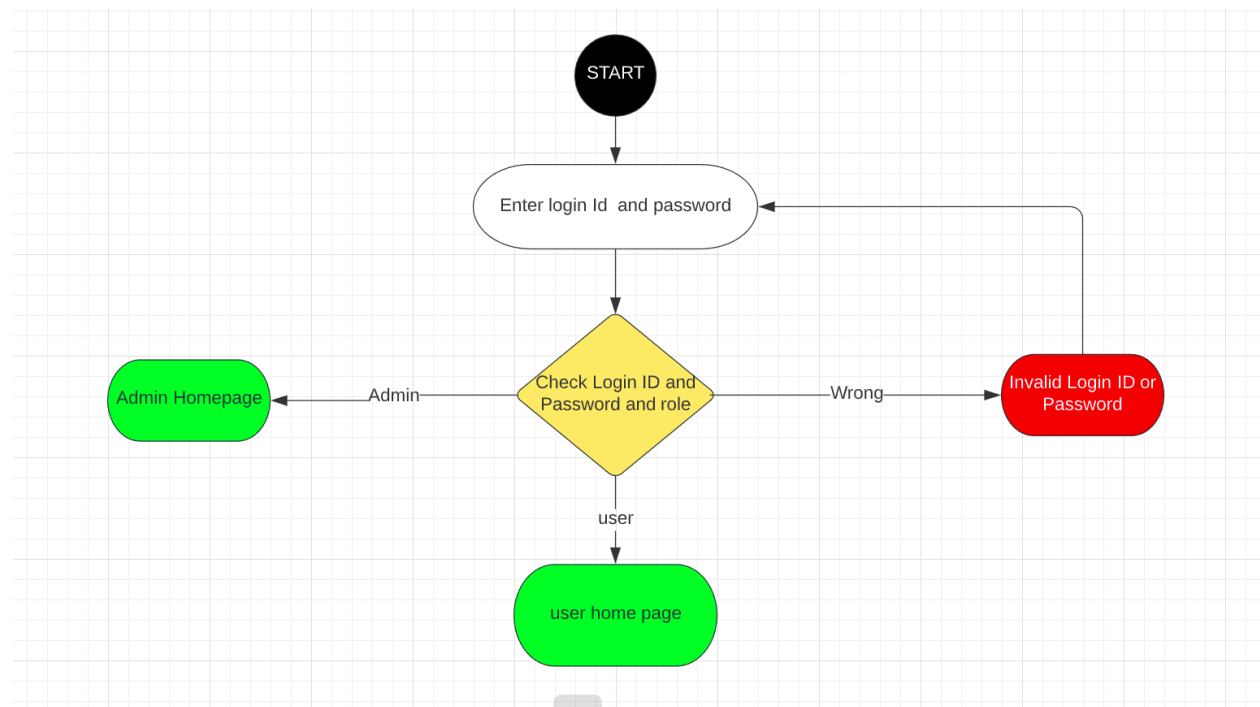 START
Enter login Id  and password
Check Login ID and
Password and role
Admin
Admin Homepage
Wrong
Invalid Login ID or
Password
user
user home page